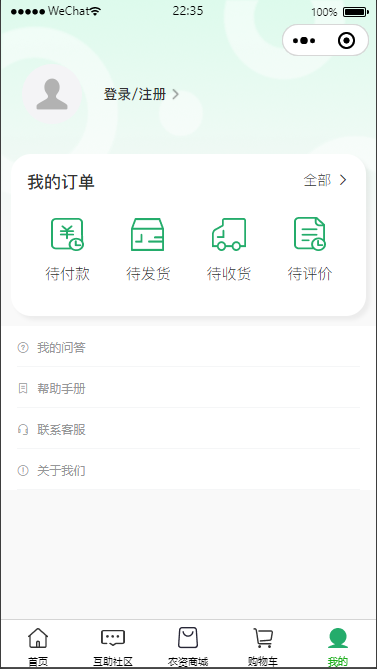 ●●●●● WeChat 22:35 100%
登录/注册 >
我的订单 全部 >
¥
待付款 待发货 待收货 待评价
我的问答
帮助手册
联系客服
关于我们
首页 互助社区 农资商城 购物车 我的